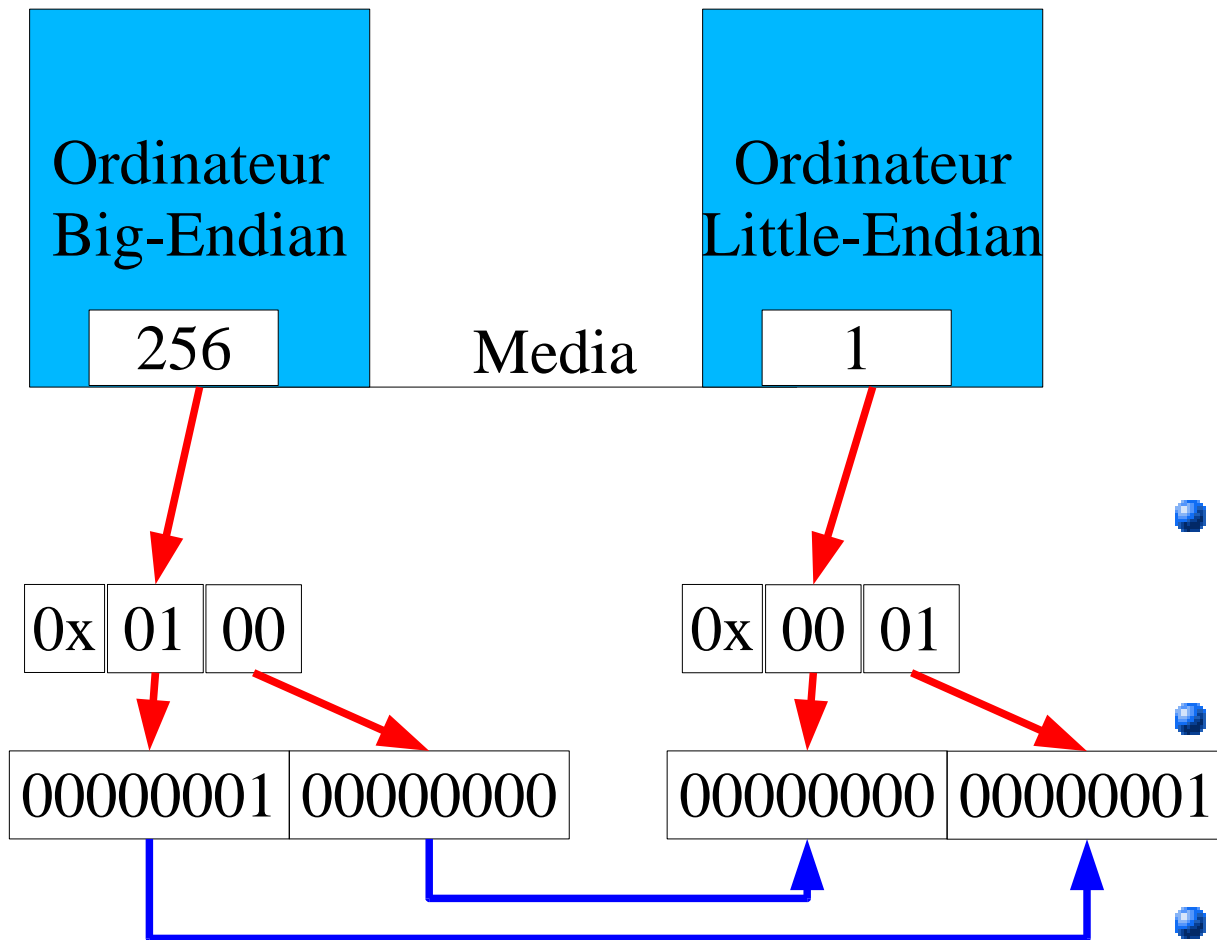 Ordinateur
Big-Endian
Ordinateur
Little-Endian
256
Media
1
0x 01 00
0x 00 01
00000001 00000000
00000000 00000001